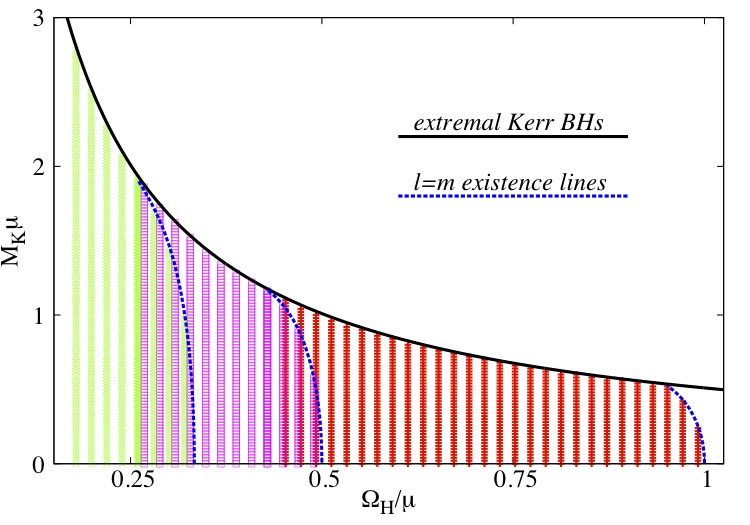 3
extremal Kerr BHs
2
l=m existence lines
M_Kμ
1
0
0.25 0.5 0.75 1
Ω_H/μ